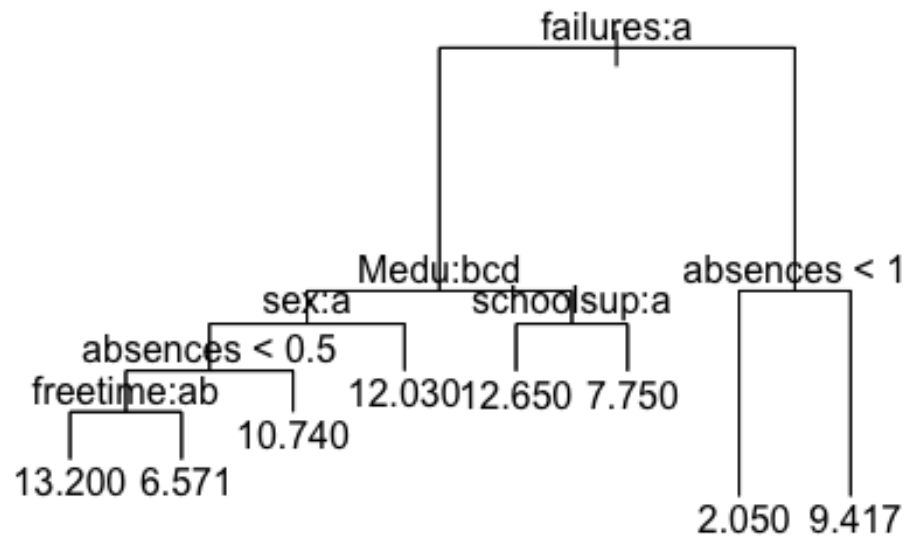 failures:a
Medu:bcd
absences < 1
sex:a
schoolsup:a
absences < 0.5
freetime:ab
12.030
12.650
7.750
10.740
13.200
6.571
2.050
9.417